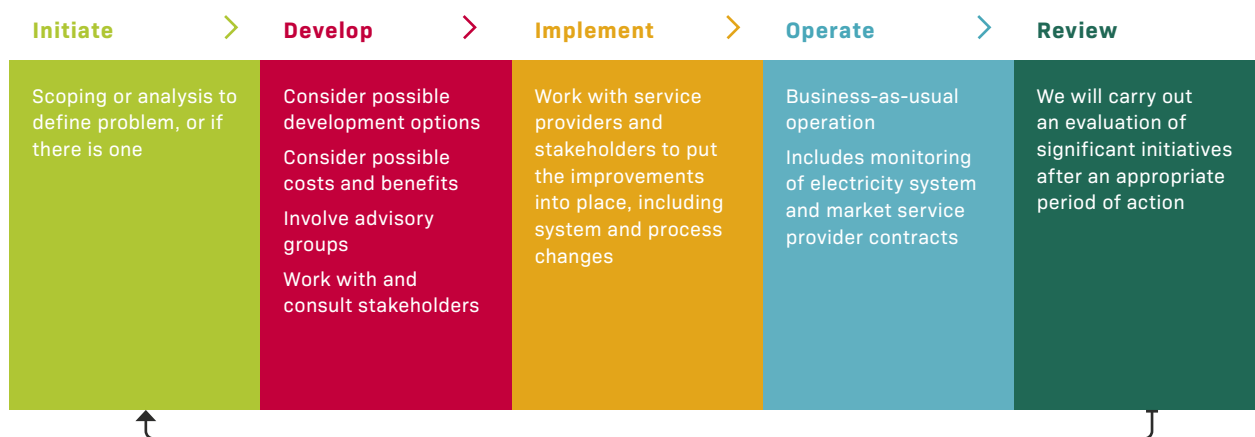 Initiate
Develop
Implement
Operate
Review
Scoping or analysis to
define problem, or if
there is one
Consider possible
development options
Consider possible
costs and benefits
Involve advisory
groups
Work with and
consult stakeholders
Work with service
providers and
stakeholders to put
the improvements
into place, including
system and process
changes
Business-as-usual
operation
Includes monitoring
of electricity system
and market service
provider contracts
We will carry out
an evaluation of
significant initiatives
after an appropriate
period of action